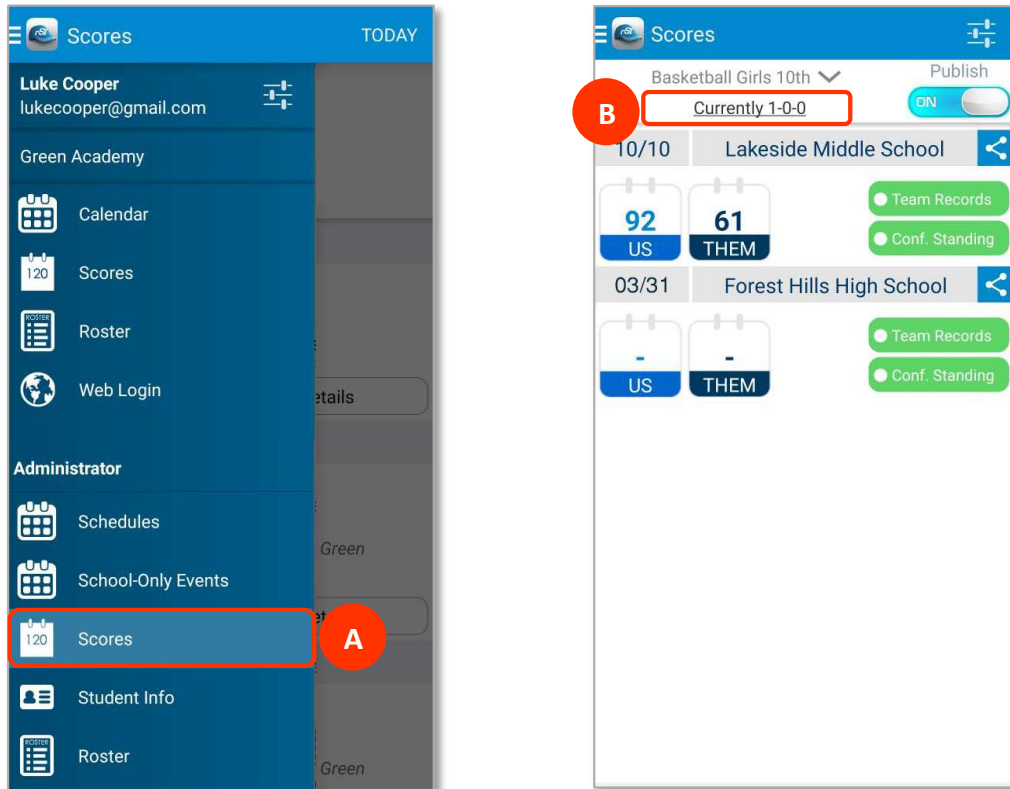 Scores TODAY
Luke Cooper
lukecooper@gmail.com
Green Academy
Calendar
120 Scores
ROSTER
Roster
Web Login
etails
Administrator
Schedules
Green
School-Only Events
et
120 Scores A
Student Info
ROSTER
Roster
Green
rSt Scores
Basketball Girls 10th Publish
B Currently 1-0-0 ON
10/10 Lakeside Middle School
92 61 Team Records
US THEM Conf. Standing
03/31 Forest Hills High School
- - Team Records
US THEM Conf. Standing